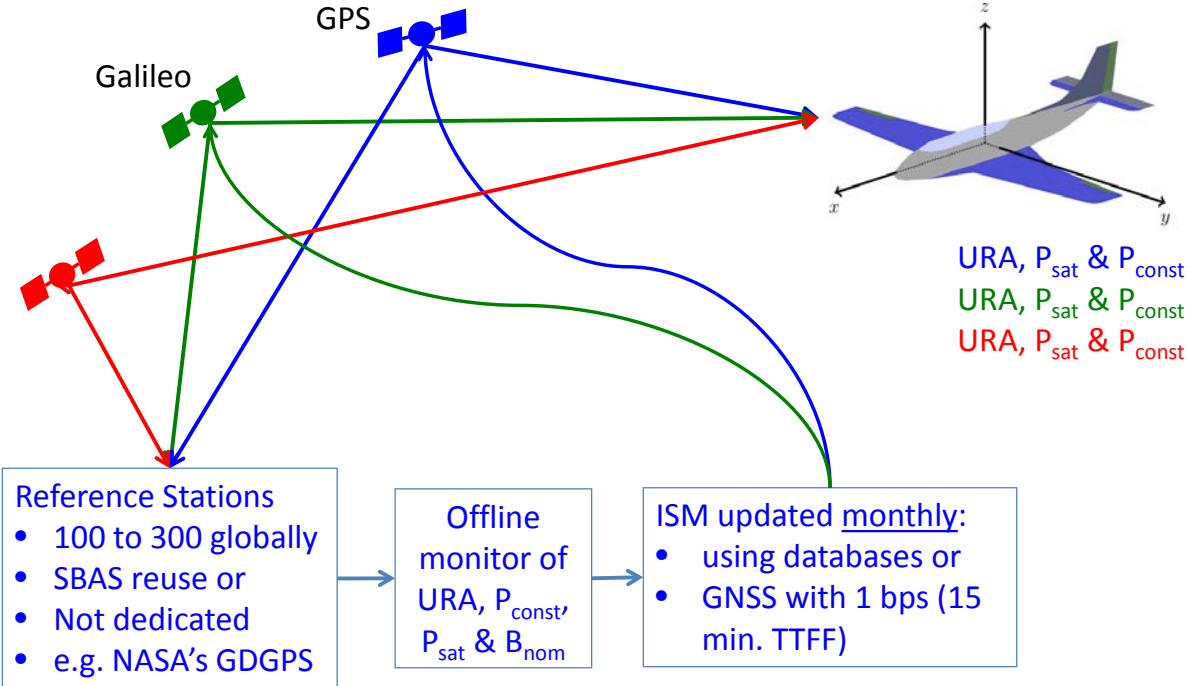 GPS
Galileo
z
x
y
URA, Psat & Pconst
URA, Psat & Pconst
URA, Psat & Pconst
Reference Stations
• 100 to 300 globally
• SBAS reuse or
• Not dedicated
• e.g. NASA's GDGPS
Offline
monitor of
URA, Pconst,
Psat & Bnom
ISM updated monthly:
• using databases or
• GNSS with 1 bps (15
min. TTFF)